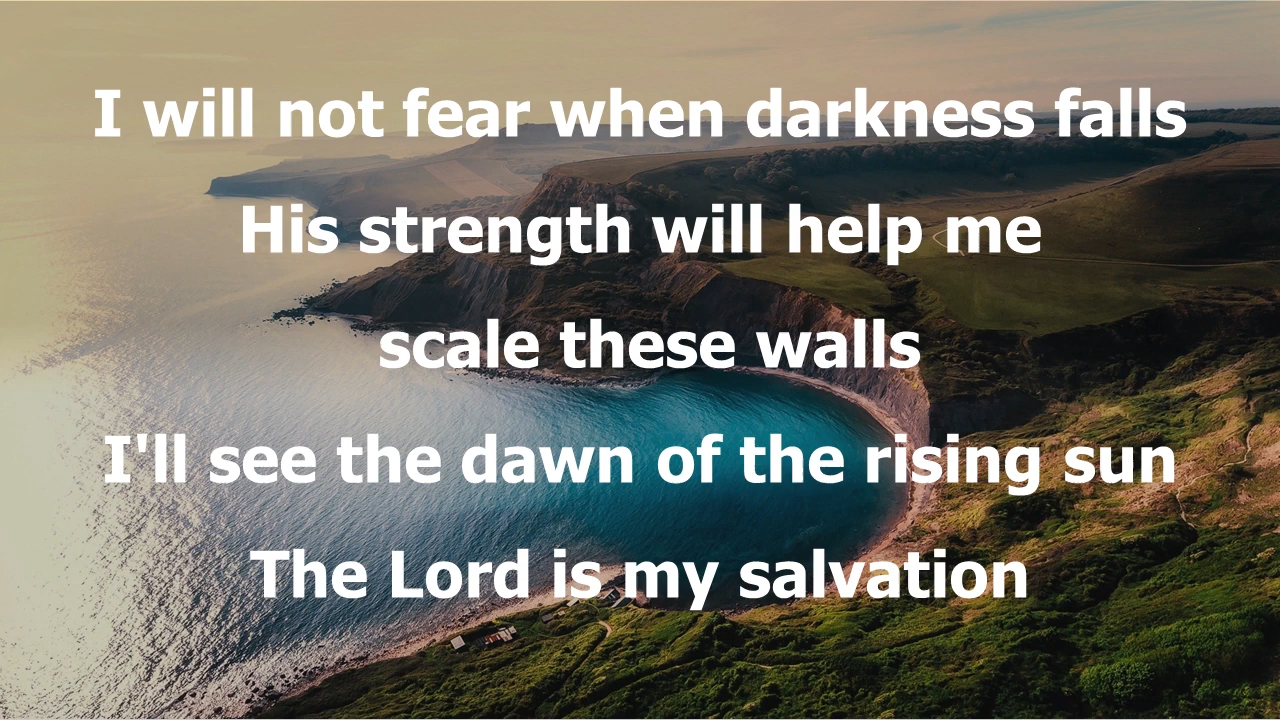 I will not fear when darkness falls
His strength will help me
scale these walls
I'll see the dawn of the rising sun
The Lord is my salvation